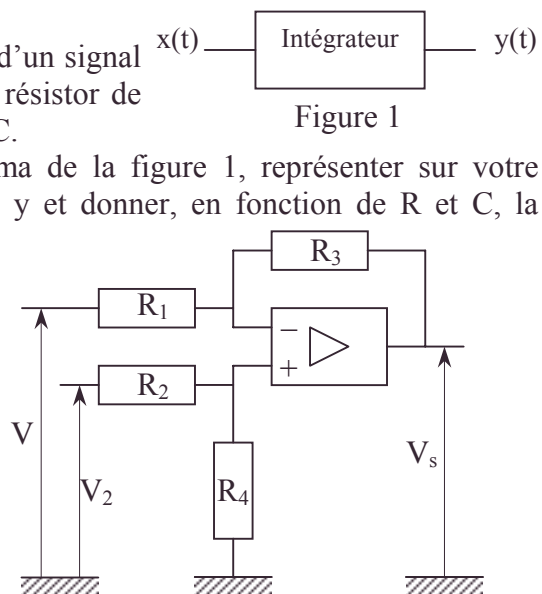 x(t) Intégrateur y(t)
d'un signal
résistor de
Figure 1
C.
ma de la figure 1, représenter sur votre
y et donner, en fonction de R et C, la
R3
R1
−
+
R2
V
V2
R4
Vs